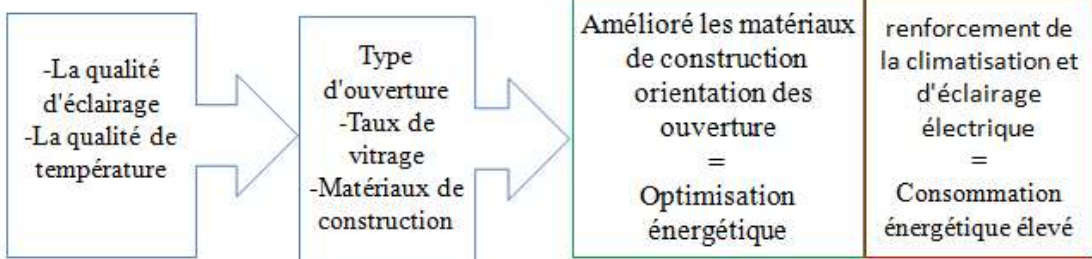 -La qualité
d'éclairage
-La qualité de
température
Type
d'ouverture
-Taux de
vitrage
-Matériaux de
construction
Amélioré les matériaux
de construction
orientation des
ouverture
=
Optimisation
énergétique
renforcement de
la climatisation et
d'éclairage
électrique
=
Consommation
énergétique élevé